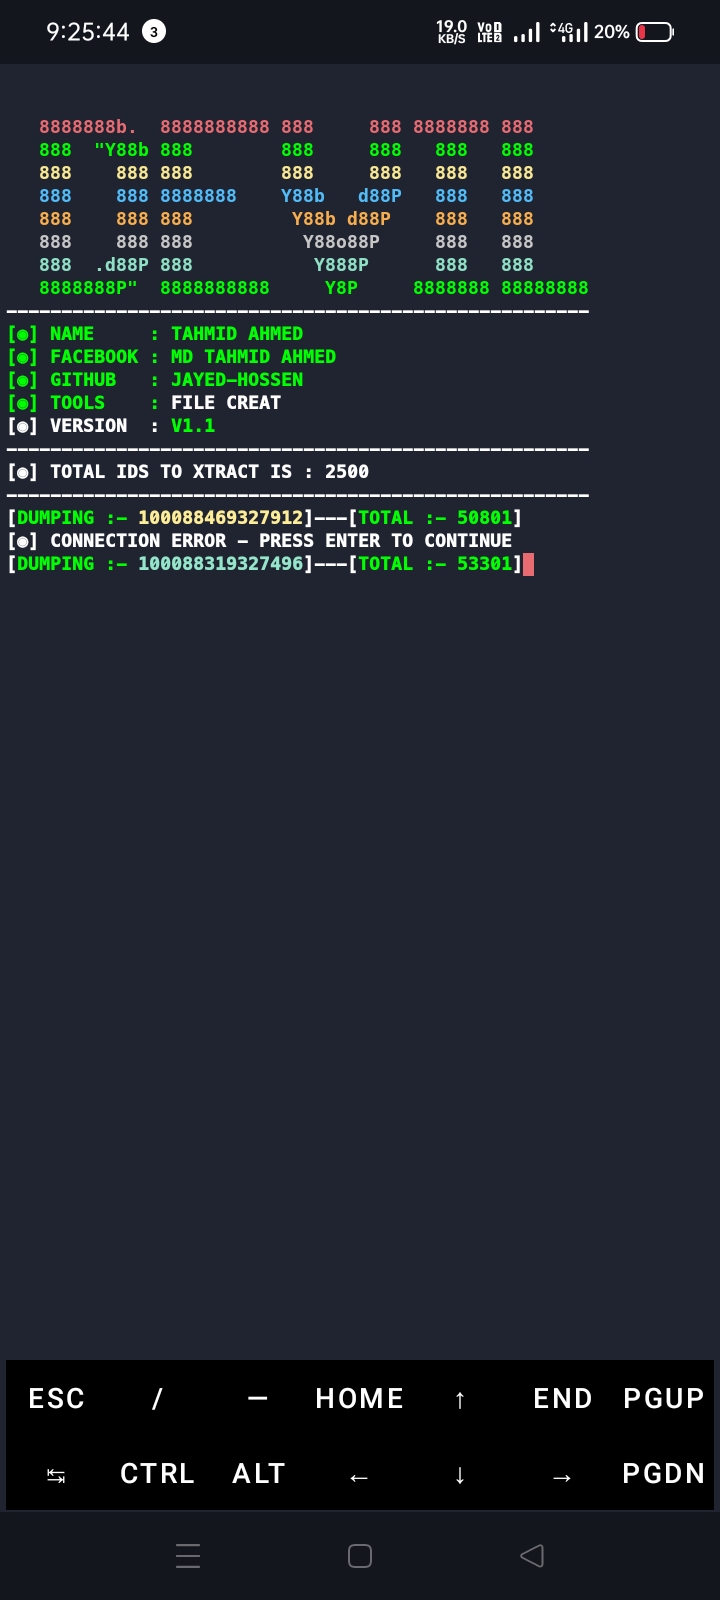 9:25:44 3 19.0 KB/S VoD LTE2 4G 20%
8888888b.  8888888888 888     888 8888888 888
888  "Y88b 888        888     888   888   888
888    888 888        888     888   888   888
888    888 8888888    Y88b   d88P   888   888
888    888 888         Y88b d88P    888   888
888    888 888          Y88o88P     888   888
888  .d88P 888           Y888P      888   888
8888888P"  8888888888     Y8P     8888888 88888888
[◉] NAME     : TAHMID AHMED
[◉] FACEBOOK : MD TAHMID AHMED
[◉] GITHUB   : JAYED-HOSSEN
[◉] TOOLS    : FILE CREAT
[◉] VERSION  : V1.1
[◉] TOTAL IDS TO XTRACT IS : 2500
[DUMPING :- 100088469327912]---[TOTAL :- 50801]
[◉] CONNECTION ERROR - PRESS ENTER TO CONTINUE
[DUMPING :- 100088319327496]---[TOTAL :- 53301]
ESC / — HOME ↑ END PGUP
↹ CTRL ALT ← ↓ → PGDN